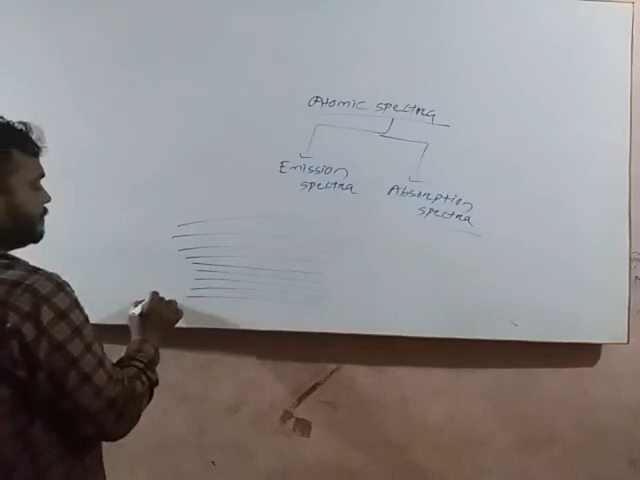 Atomic spectra
Emission
spectra
Absorption
spectra